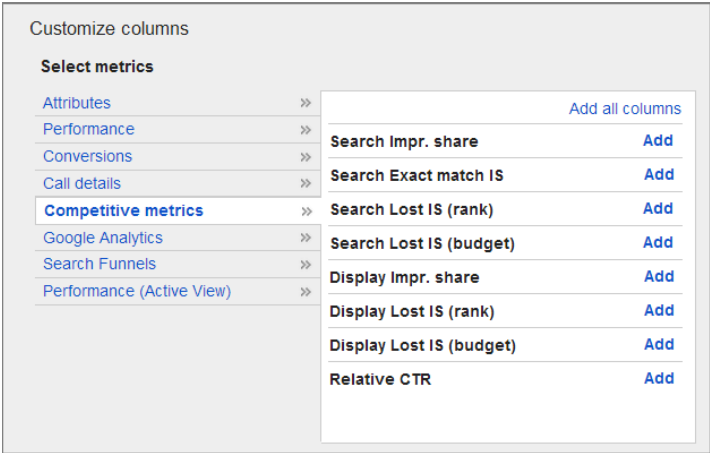 Customize columns
Select metrics
Attributes »
Performance »
Conversions »
Call details »
Competitive metrics »
Google Analytics »
Search Funnels »
Performance (Active View) »
Add all columns
Search Impr. share Add
Search Exact match IS Add
Search Lost IS (rank) Add
Search Lost IS (budget) Add
Display Impr. share Add
Display Lost IS (rank) Add
Display Lost IS (budget) Add
Relative CTR Add